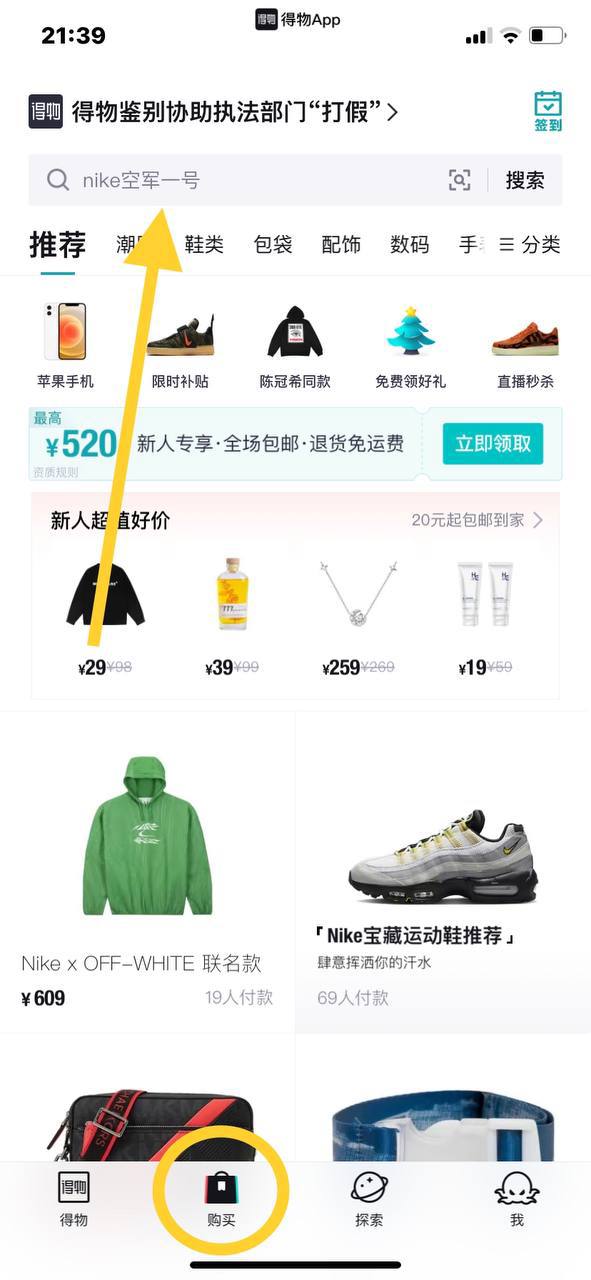 得物 得物App
21:39
得物 得物鉴别协助执法部门“打假”
签到
nike空军一号
搜索
推荐 潮 鞋类 包袋 配饰 数码 手 分类
苹果手机 限时补贴 陈冠希同款 免费领好礼 直播秒杀
最高
¥520
资质规则
新人专享·全场包邮·退货免运费
立即领取
新人超值好价
20元起包邮到家
¥29 ¥98 ¥39 ¥99 ¥259 ¥269 ¥19 ¥59
Nike x OFF-WHITE 联名款
¥609 19人付款
「Nike宝藏运动鞋推荐」
肆意挥洒你的汗水
69人付款
得物
得物 购买 探索 我